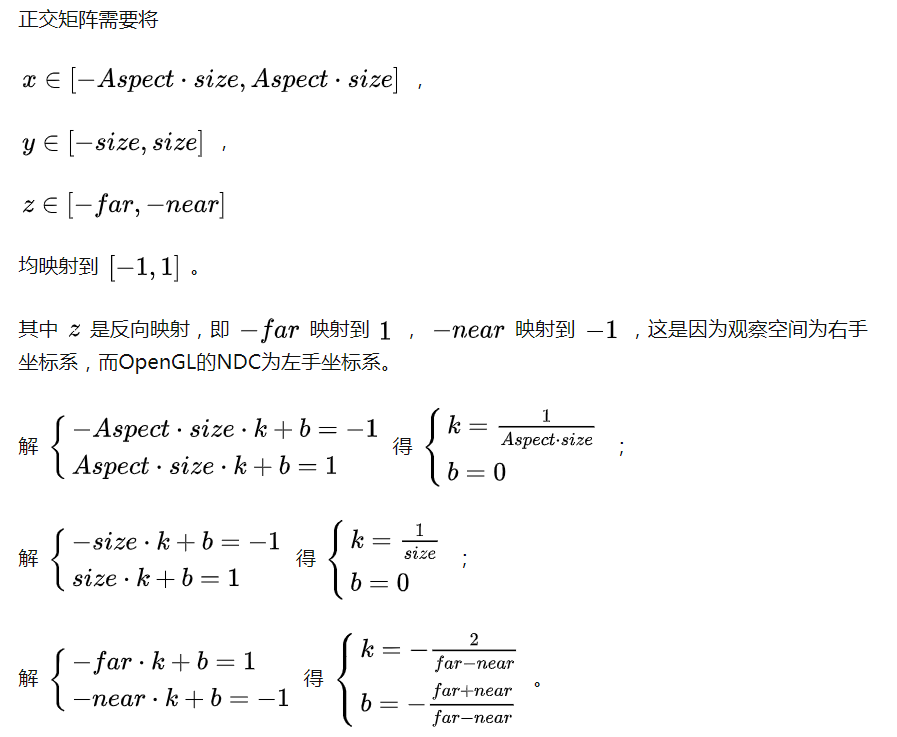 正交矩阵需要将
$x \in [-Aspect \cdot size, Aspect \cdot size]$ ，
$y \in [-size, size]$ ，
$z \in [-far, -near]$
均映射到 $[-1, 1]$ 。
其中 $z$ 是反向映射，即 $-far$ 映射到 $1$ ， $-near$ 映射到 $-1$ ，这是因为观察空间为右手
坐标系，而OpenGL的NDC为左手坐标系。
解 $\begin{cases} -Aspect \cdot size \cdot k + b = -1 \\ Aspect \cdot size \cdot k + b = 1 \end{cases}$ 得 $\begin{cases} k = \frac{1}{Aspect \cdot size} \\ b = 0 \end{cases}$ ；
解 $\begin{cases} -size \cdot k + b = -1 \\ size \cdot k + b = 1 \end{cases}$ 得 $\begin{cases} k = \frac{1}{size} \\ b = 0 \end{cases}$ ；
解 $\begin{cases} -far \cdot k + b = 1 \\ -near \cdot k + b = -1 \end{cases}$ 得 $\begin{cases} k = -\frac{2}{far-near} \\ b = -\frac{far+near}{far-near} \end{cases}$ 。